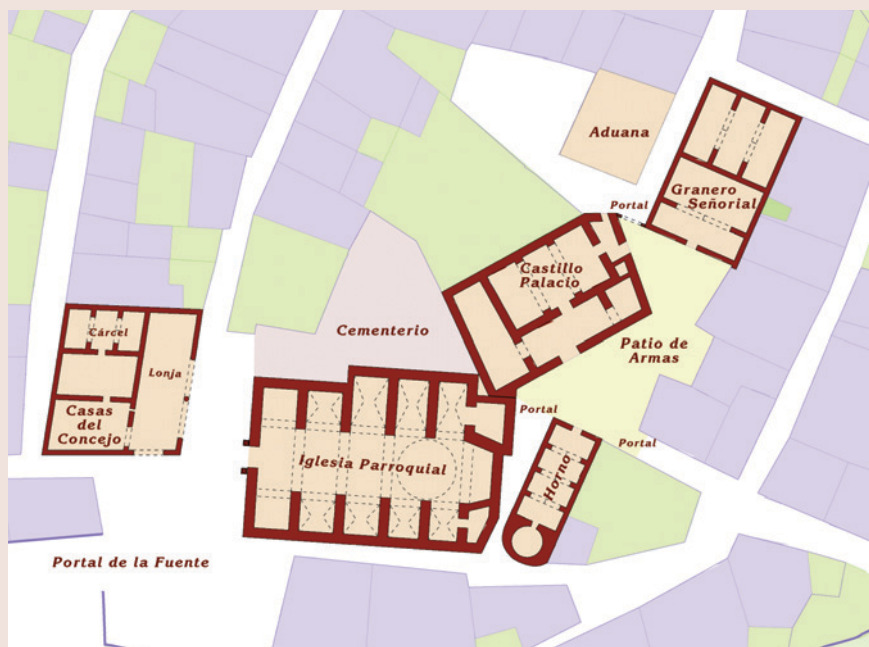 Aduana
Granero
Señorial
Portal
Castillo
Palacio
Cementerio
Patio de
Armas
Cárcel
Lonja
Casas
del
Concejo
Portal
Portal
Iglesia Parroquial
Horno
Portal de la Fuente